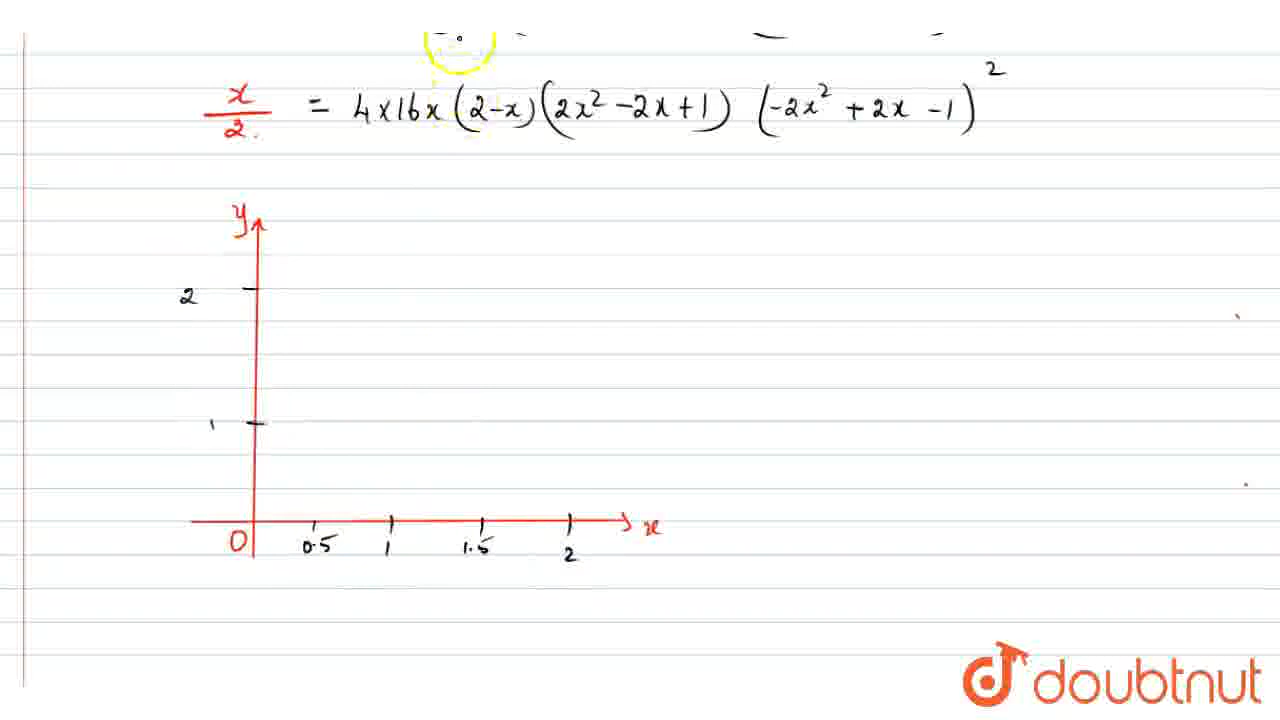 x/2 = 4×16x(2-x)(2x² -2x+1) (-2x² + 2x -1)²
y
2
1
O 0.5 1 1.5 2 x
doubtnut